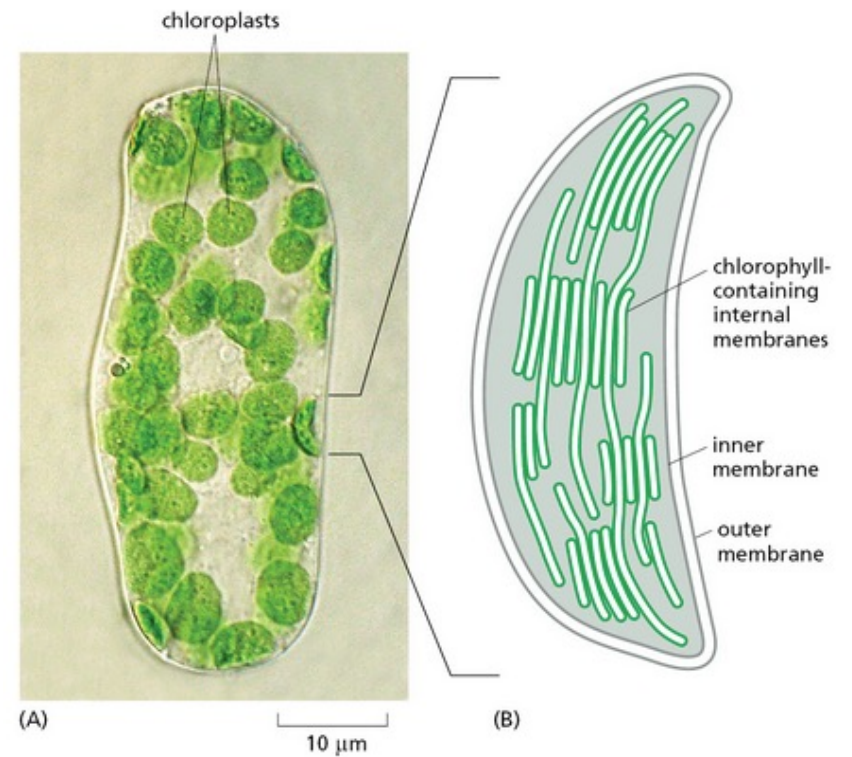 chloroplasts
chlorophyll-
containing
internal
membranes
inner
membrane
outer
membrane
(A)
10 μm
(B)